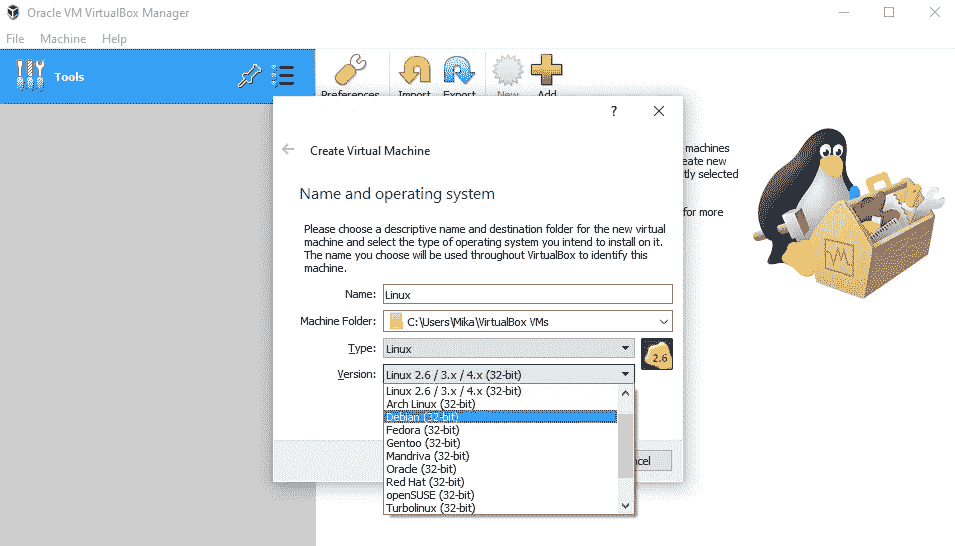 Oracle VM VirtualBox Manager
File Machine Help
Tools
Preferences Import Export New Add
?
Create Virtual Machine
machines
Name and operating system
for more
Please choose a descriptive name and destination folder for the new virtual
machine and select the type of operating system you intend to install on it.
The name you choose will be used throughout VirtualBox to identify this
machine.
Name: Linux
Machine Folder: C:\Users\Mika\VirtualBox VMs
Type: Linux
2.6
Version: Linux 2.6 / 3.x / 4.x (32-bit)
Linux 2.6 / 3.x / 4.x (32-bit)
Arch Linux (32-bit)
Debian (32-bit)
Fedora (32-bit)
Gentoo (32-bit)
Mandriva (32-bit)
Oracle (32-bit)
Red Hat (32-bit)
openSUSE (32-bit)
Turbolinux (32-bit)